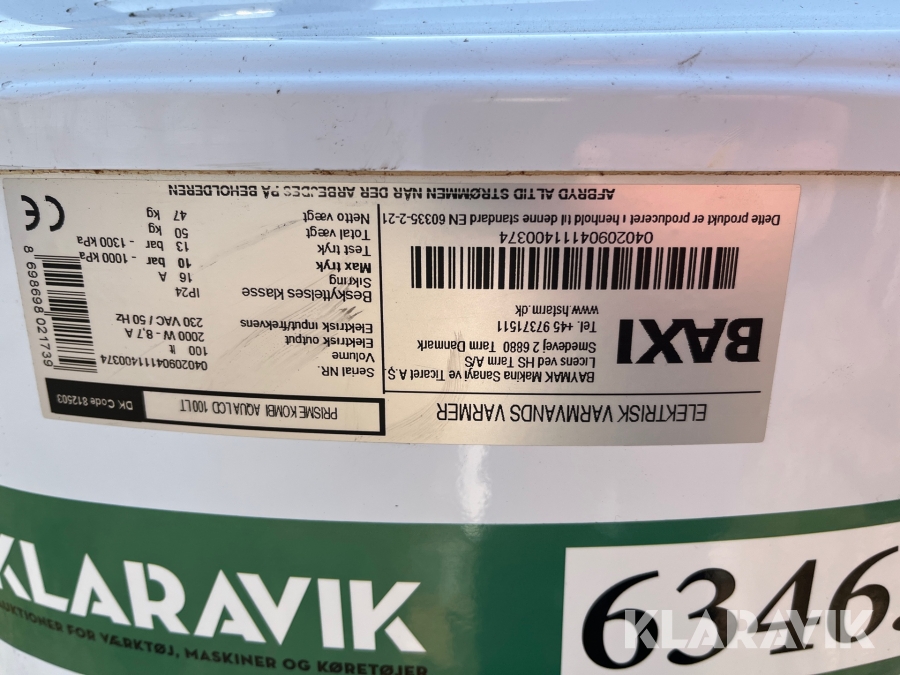 ELEKTRISK VARMVANDS VARMER
PRISME KOMBI AQUA LCD 100 LT
DK. Code 812503
BAXI
BAYMAK Makina Sanayi ve Ticaret A.Ş.
Licens ved HS Tarm A/S
Smedevej 2 6880 Tarm Danmark
Tel. +45 97371511
www.hstarm.dk
04020904111400374
Dette produkt er produceret i henhold til denne standard EN 60335-2-21
Serial NR. 04020904111400374
Volume 100 lt
Elektrisk output 2000 W - 8,7 A
Elektrisk input/frekvens 230 VAC / 50 Hz
Beskyttelses klasse IP24
Sikring 16 A
Max tryk 10 bar - 1000 kPa
Test tryk 13 bar - 1300 kPa
Total vægt 50 kg
Netto vægt 47 kg
8 698698 021739
CE
AFBRYD ALTID STRØMMEN NÅR DER ARBEJDES PÅ BEHOLDEREN
KLARAVIK
AUKTIONER FOR VÆRKTØJ, MASKINER OG KØRETØJER
6346
KLARAVIK